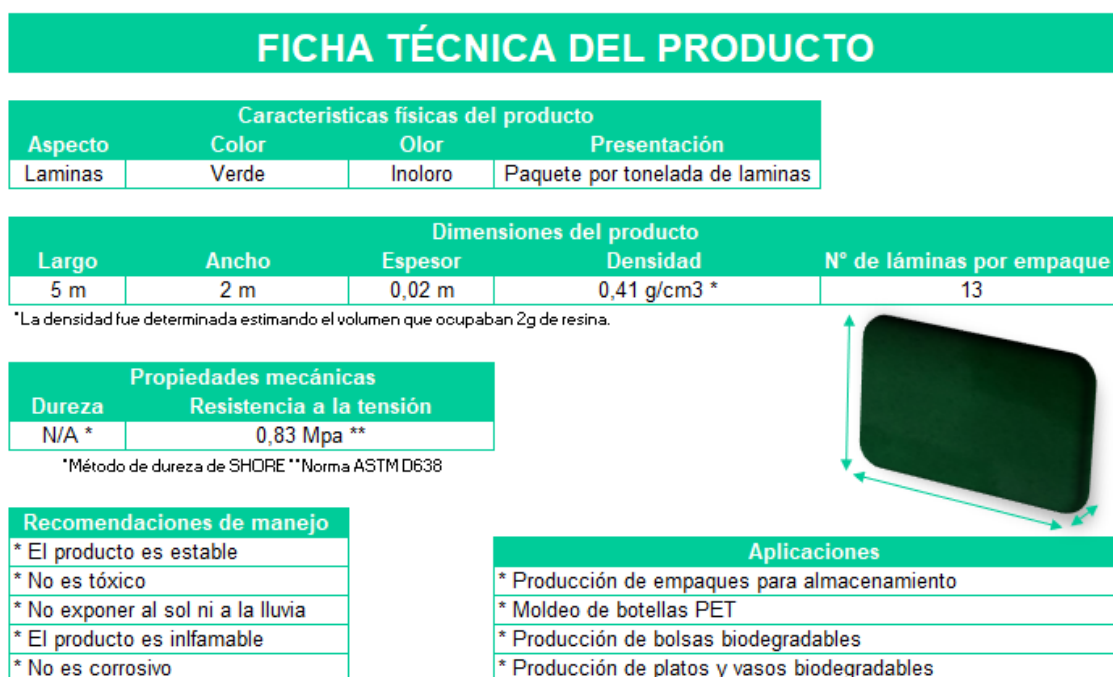 FICHA TÉCNICA DEL PRODUCTO
Caracteristicas físicas del producto
Aspecto Color Olor Presentación
Laminas Verde Inoloro Paquete por tonelada de laminas
Dimensiones del producto
Largo Ancho Espesor Densidad N° de láminas por empaque
5 m 2 m 0,02 m 0,41 g/cm3 * 13
*La densidad fue determinada estimando el volumen que ocupaban 2g de resina.
Propiedades mecánicas
Dureza Resistencia a la tensión
N/A * 0,83 Mpa **
*Método de dureza de SHORE **Norma ASTM D638
Recomendaciones de manejo
* El producto es estable
* No es tóxico
* No exponer al sol ni a la lluvia
* El producto es inlfamable
* No es corrosivo
Aplicaciones
* Producción de empaques para almacenamiento
* Moldeo de botellas PET
* Producción de bolsas biodegradables
* Producción de platos y vasos biodegradables